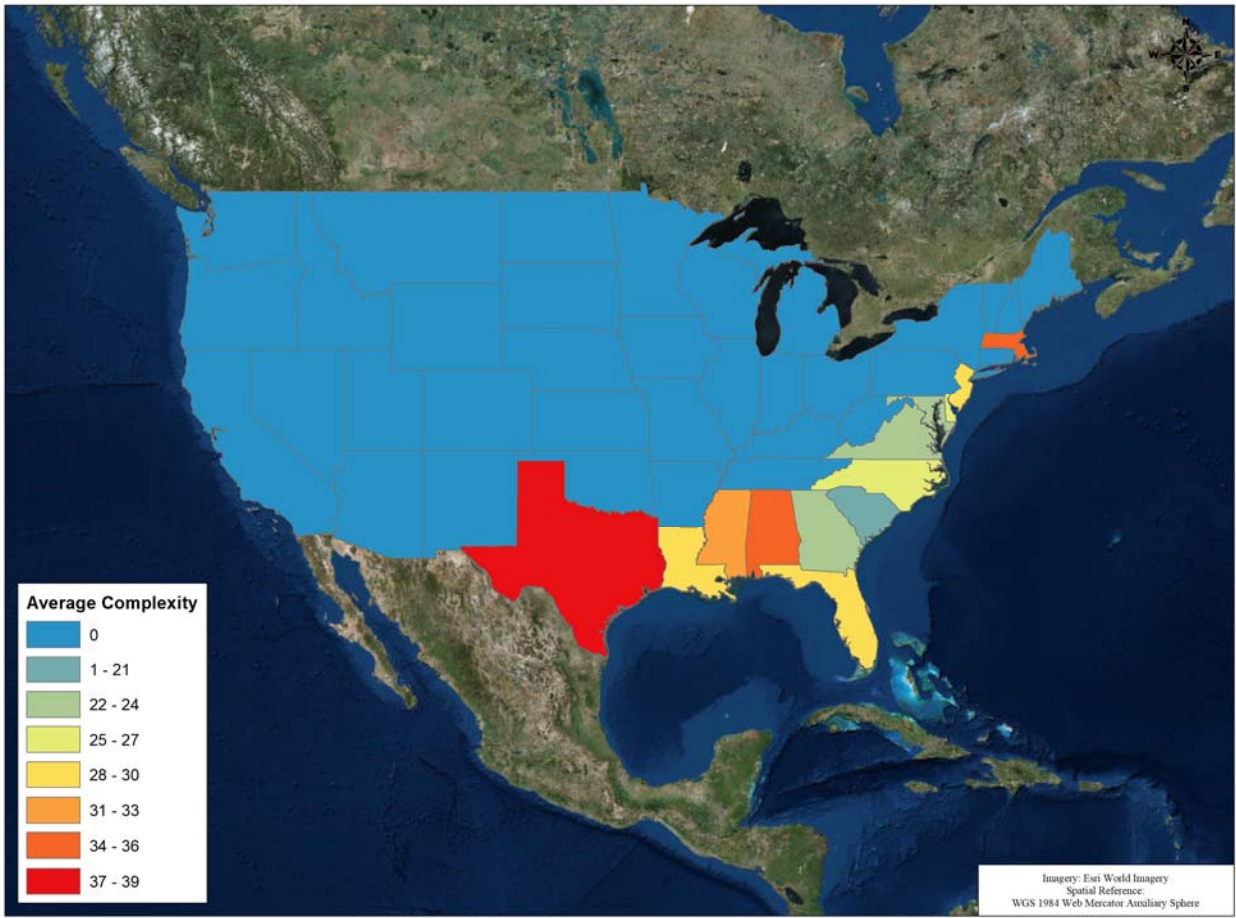 N
W E
S
Average Complexity
0
1 - 21
22 - 24
25 - 27
28 - 30
31 - 33
34 - 36
37 - 39
Imagery: Esri World Imagery
Spatial Reference:
WGS 1984 Web Mercator Auxiliary Sphere